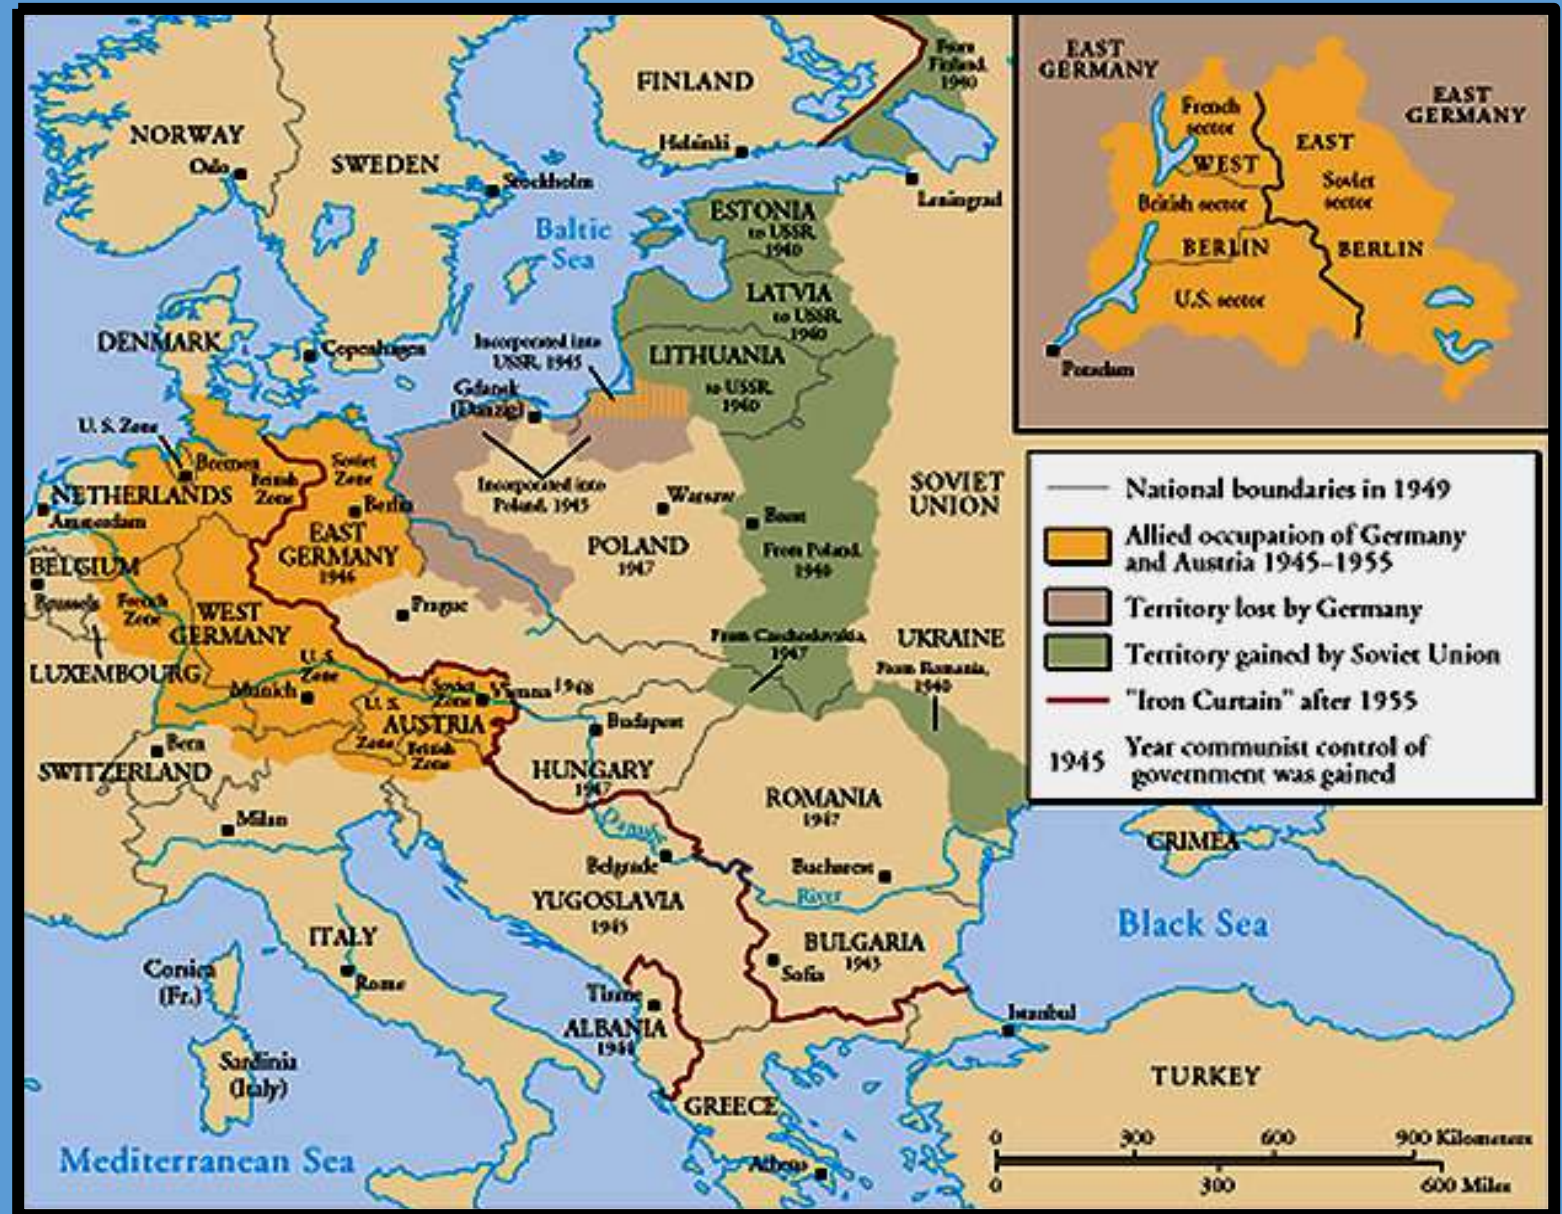 NORWAY
Oslo
SWEDEN
Stockholm
FINLAND
Helsinki
From
Finland,
1940
Leningrad
Baltic
Sea
ESTONIA
to USSR,
1940
LATVIA
to USSR,
1940
LITHUANIA
to USSR,
1940
DENMARK
Copenhagen
Incorporated into
USSR, 1945
Gdansk
(Danzig)
U. S. Zone
Bremen
British
Zone
Soviet
Zone
Berlin
NETHERLANDS
Amsterdam
EAST
GERMANY
1946
Incorporated into
Poland, 1945
Warsaw
POLAND
1947
Brest
From Poland,
1940
SOVIET
UNION
BELGIUM
Brussels
French
Zone
WEST
GERMANY
LUXEMBOURG
Prague
From Czechoslovakia,
1947
UKRAINE
From Romania,
1940
U. S.
Zone
Munich
Soviet
Zone
Vienna
1948
U. S.
Zone
AUSTRIA
British
Zone
Budapest
HUNGARY
1947
Bern
SWITZERLAND
Milan
ROMANIA
1947
Danube
Belgrade
Bucharest
River
YUGOSLAVIA
1945
BULGARIA
1945
Sofia
ITALY
Rome
Corsica
(Fr.)
Sardinia
(Italy)
ALBANIA
1944
GREECE
Athens
Istanbul
TURKEY
CRIMEA
Black Sea
Mediterranean Sea
EAST
GERMANY
EAST
GERMANY
French
sector
WEST
EAST
Soviet
sector
British sector
BERLIN
BERLIN
U.S. sector
Potsdam
National boundaries in 1949
Allied occupation of Germany
and Austria 1945–1955
Territory lost by Germany
Territory gained by Soviet Union
"Iron Curtain" after 1955
1945 Year communist control of
government was gained
0 300 600 900 Kilometers
0 300 600 Miles